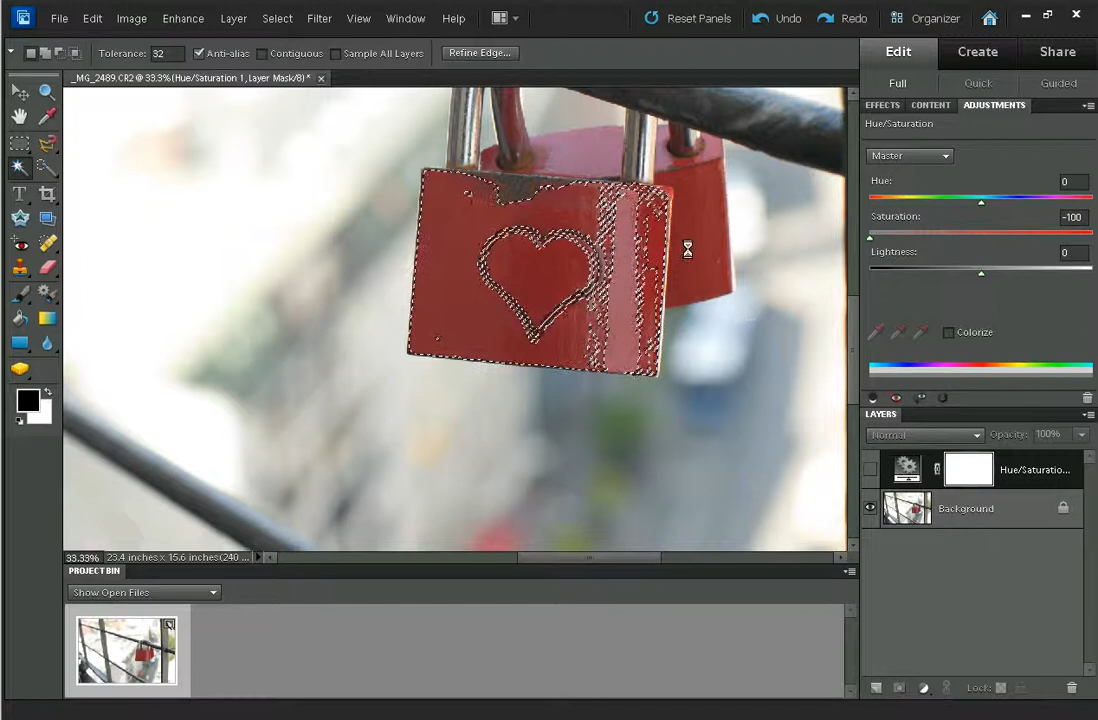 File Edit Image Enhance Layer Select Filter View Window Help Reset Panels Undo Redo Organizer
Tolerance: 32 Anti-alias Contiguous Sample All Layers Refine Edge... Edit Create Share
_MG_2489.CR2 @ 33.3% (Hue/Saturation 1, Layer Mask/8) * Full Quick Guided
EFFECTS CONTENT ADJUSTMENTS
Hue/Saturation
Master
Hue: 0
Saturation: -100
Lightness: 0
Colorize
LAYERS
Normal Opacity: 100%
Hue/Saturatio...
Background
33.33% 23.4 inches x 15.6 inches (240 ...
PROJECT BIN
Show Open Files
Lock:
T